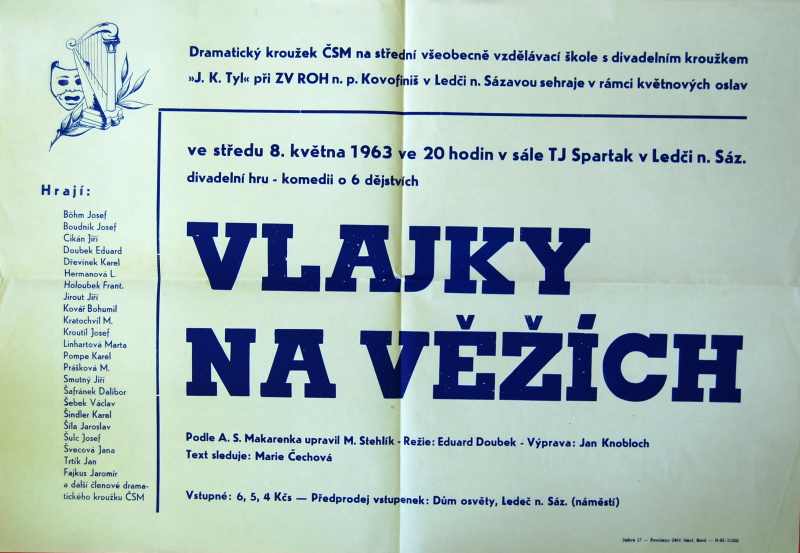 Dramatický kroužek ČSM na střední všeobecně vzdělávací škole s divadelním kroužkem
»J. K. Tyl« při ZV ROH n. p. Kovofiniš v Ledči n. Sázavou sehraje v rámci květnových oslav
ve středu 8. května 1963 ve 20 hodin v sále TJ Spartak v Ledči n. Sáz.
divadelní hru - komedii o 6 dějstvích
VLAJKY
NA VĚŽÍCH
Podle A. S. Makarenka upravil M. Stehlík - Režie: Eduard Doubek - Výprava: Jan Knobloch
Text sleduje: Marie Čechová
Vstupné: 6, 5, 4 Kčs — Předprodej vstupenek: Dům osvěty, Ledeč n. Sáz. (náměstí)
Hrají:
Böhm Josef
Boudník Josef
Cikán Jiří
Doubek Eduard
Dřevínek Karel
Hermanová L.
Holoubek Frant.
Jirout Jiří
Kovář Bohumil
Kratochvíl M.
Kroutil Josef
Linhartová Marta
Pompe Karel
Prášková M.
Smutný Jiří
Šafránek Dalibor
Šebek Václav
Šindler Karel
Šíla Jaroslav
Šulc Josef
Švecová Jana
Trtík Jan
Fajkus Jaromír
a další členové drama-
tického kroužku ČSM